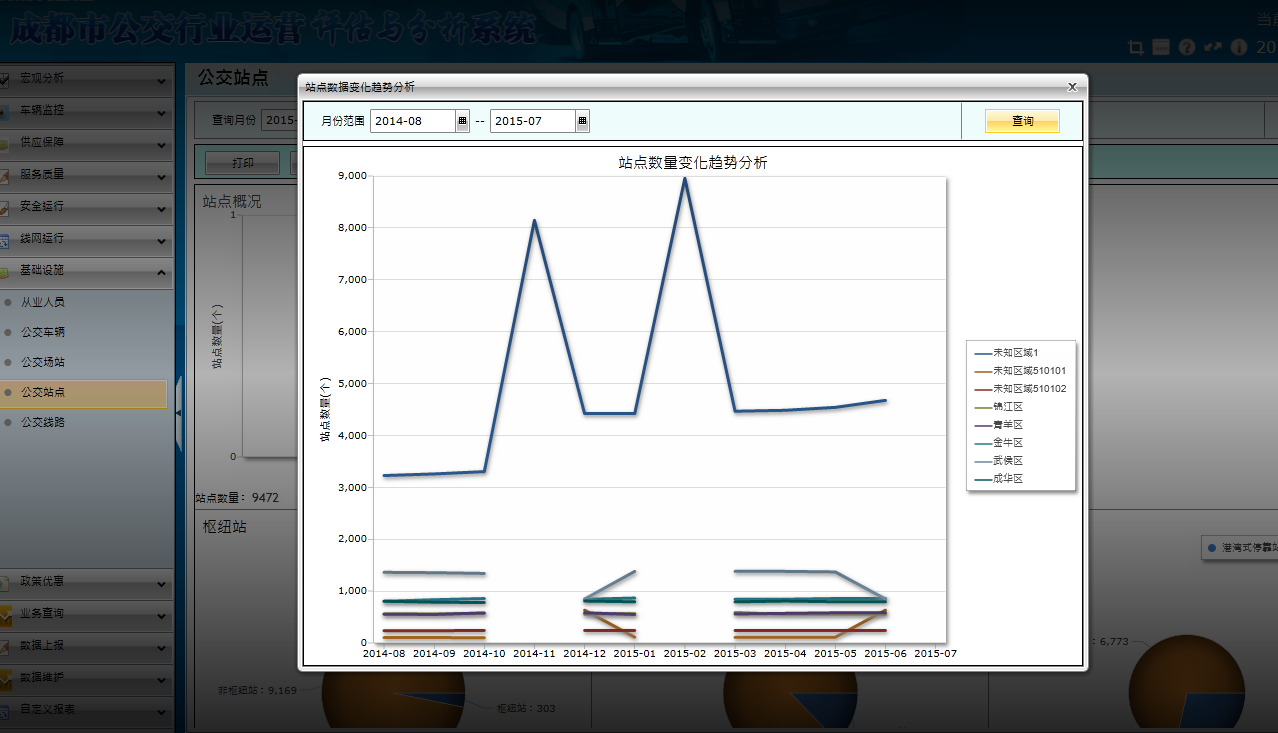 成都市公交行业运营评估与分析系统
当
20
宏观分析
车辆监控
供应保障
服务质量
安全运行
线网运行
基础设施
从业人员
公交车辆
公交场站
公交站点
公交线路
政策优惠
业务查询
数据上报
数据维护
自定义报表
公交站点
查询月份 2015-
打印
站点概况
1
站点数量(个)
0
站点数量: 9472
枢纽站
非枢纽站: 9,169
枢纽站: 303
: 6,773
港湾式停靠站
站点数据变化趋势分析 X
月份范围 2014-08 -- 2015-07 查询
站点数量变化趋势分析
9,000
8,000
7,000
6,000
5,000
4,000
3,000
2,000
1,000
0
站点数量(个)
2014-08 2014-09 2014-10 2014-11 2014-12 2015-01 2015-02 2015-03 2015-04 2015-05 2015-06 2015-07
未知区域1
未知区域510101
未知区域510102
锦江区
青羊区
金牛区
武侯区
成华区